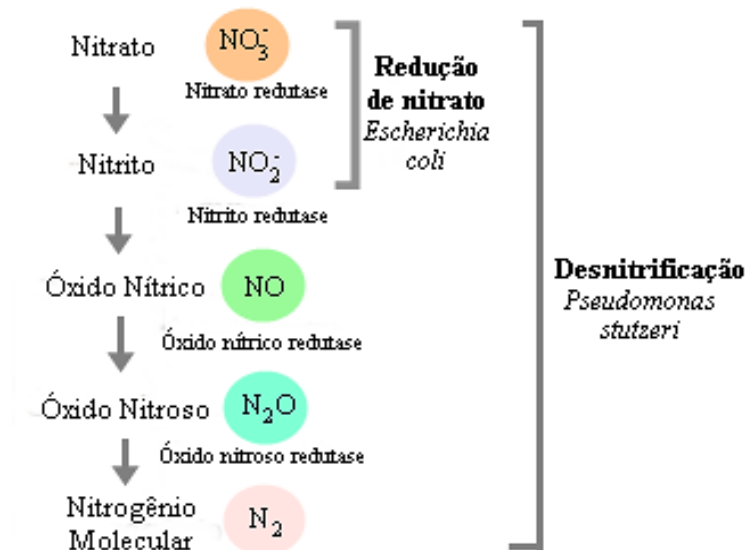 Nitrato NO₃⁻
Nitrato redutase
Redução
de nitrato
Escherichia
coli
Nitrito NO₂⁻
Nitrito redutase
Óxido Nítrico NO
Desnitrificação
Pseudomonas
stutzeri
Óxido nítrico redutase
Óxido Nitroso N₂O
Óxido nitroso redutase
Nitrogênio
Molecular
N₂